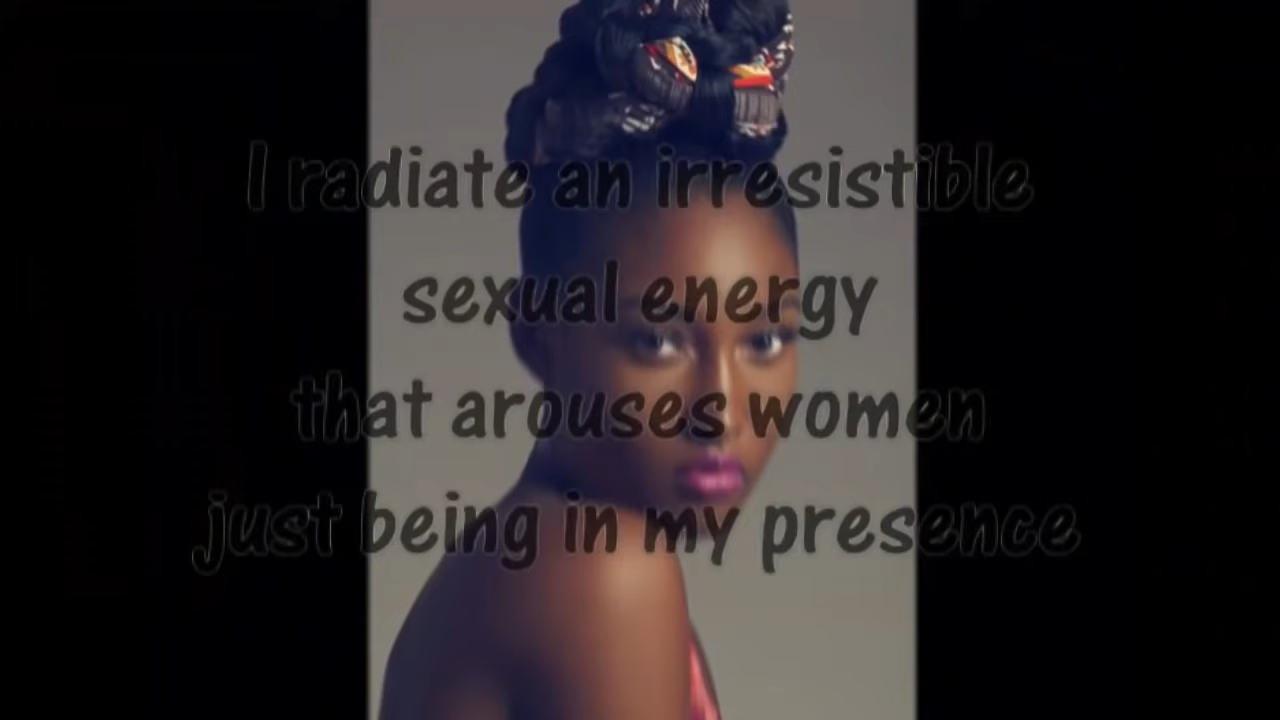 I radiate an irresistible
sexual energy
that arouses women
just being in my presence